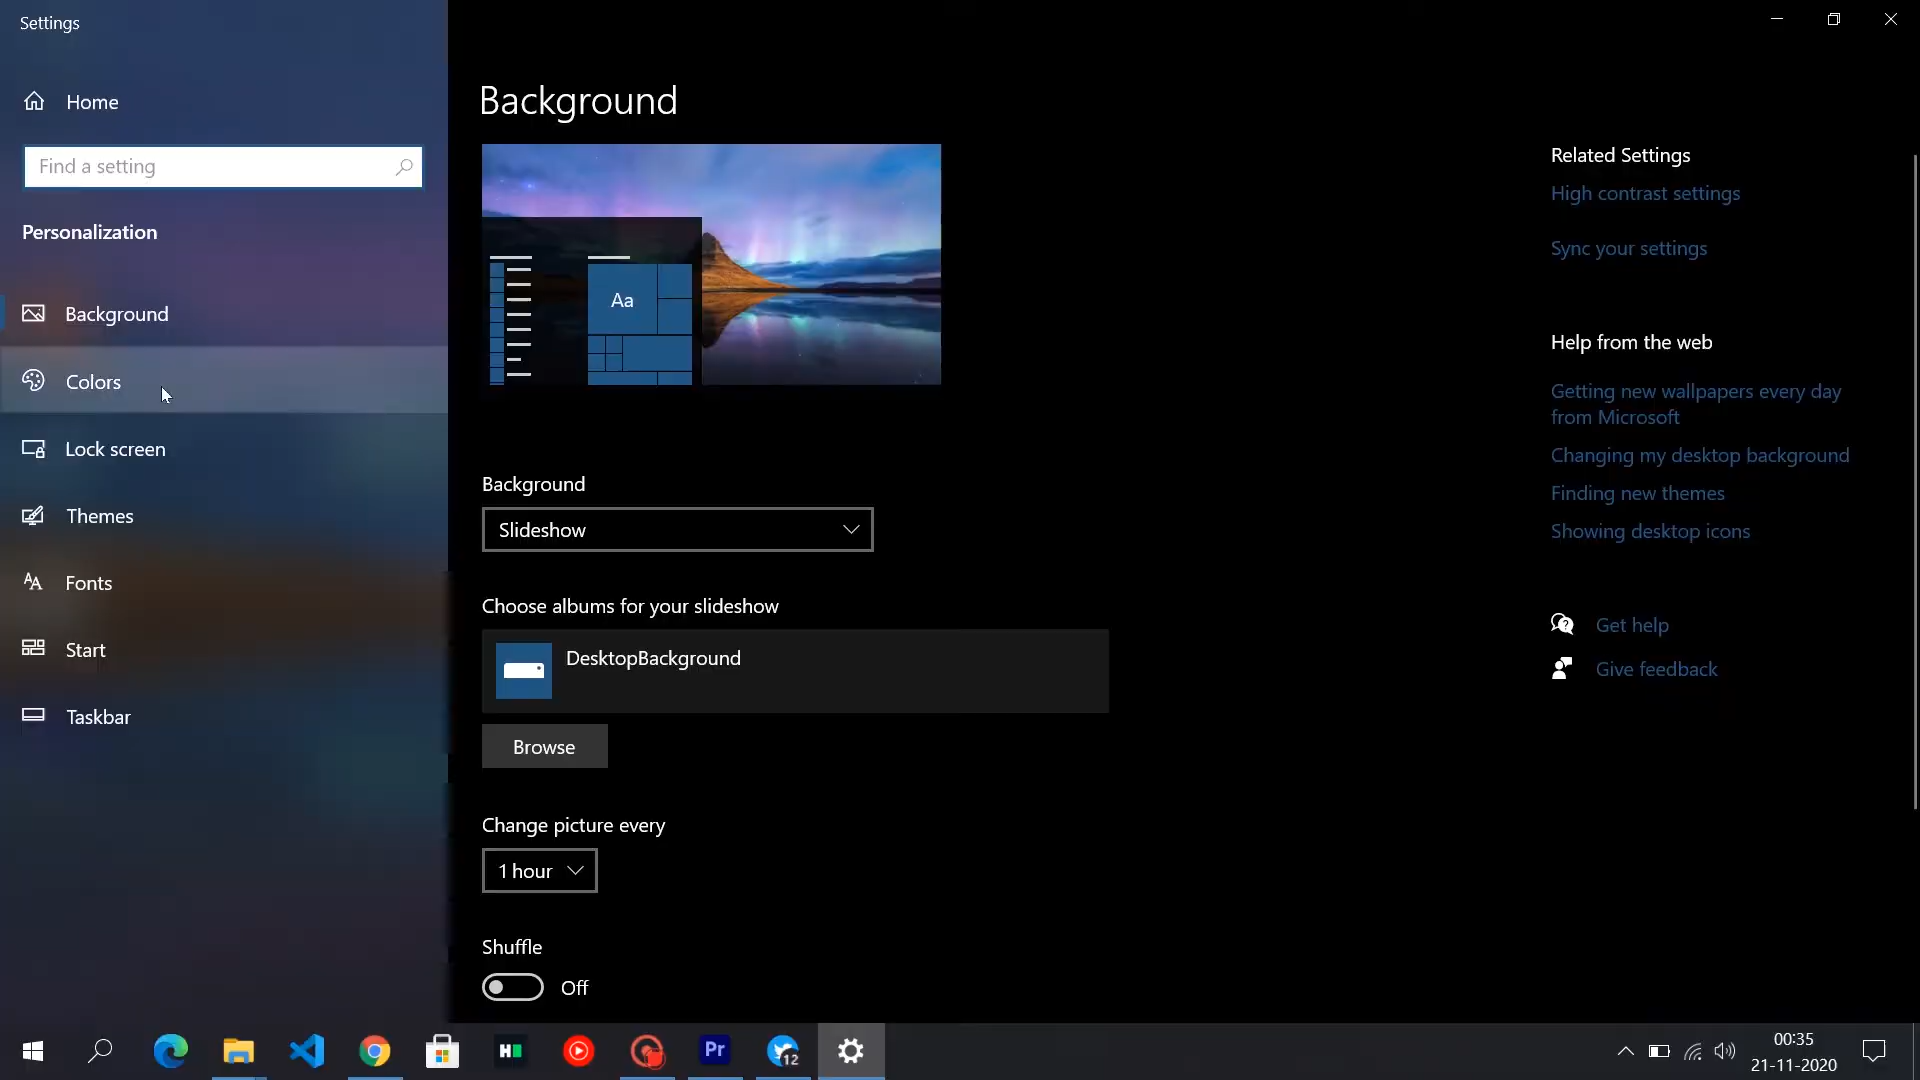 Settings
Home
Find a setting
Personalization
Background
Colors
Lock screen
Themes
Fonts
Start
Taskbar
Background
Aa
Background
Slideshow
Choose albums for your slideshow
DesktopBackground
Browse
Change picture every
1 hour
Shuffle
Off
Related Settings
High contrast settings
Sync your settings
Help from the web
Getting new wallpapers every day
from Microsoft
Changing my desktop background
Finding new themes
Showing desktop icons
Get help
Give feedback
H
Pr
12
00:35
21-11-2020